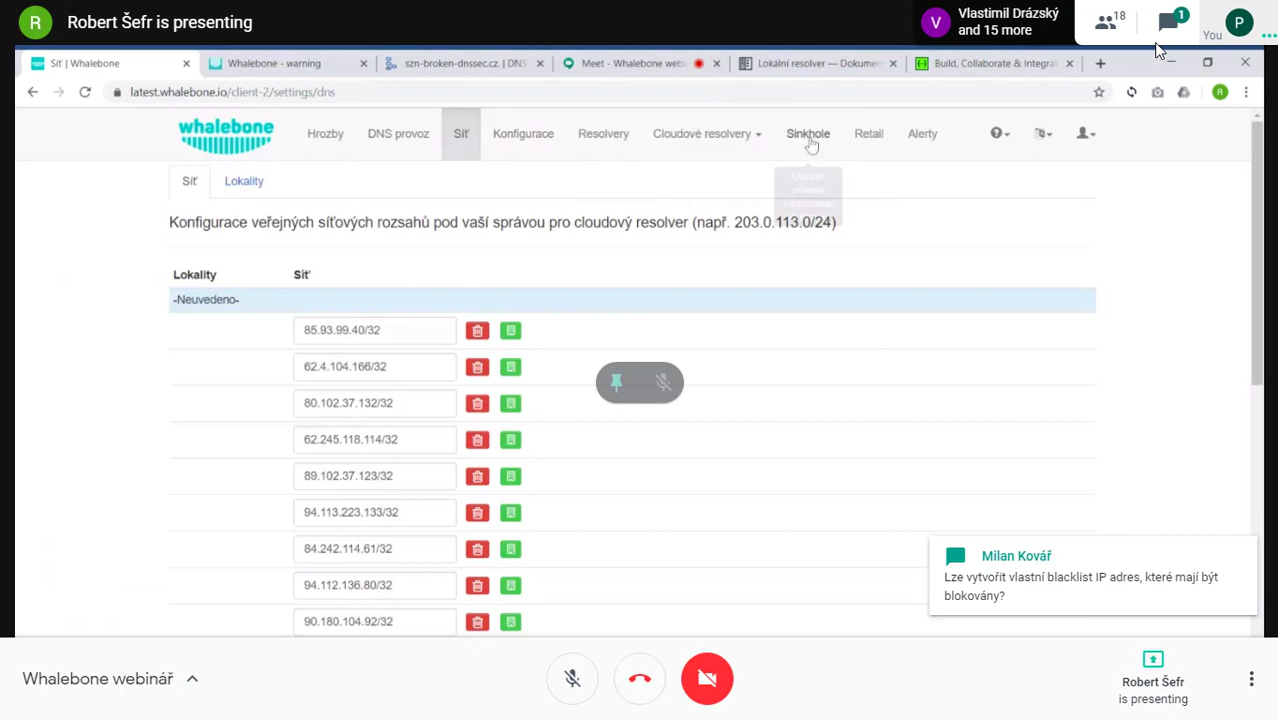 R Robert Šefr is presenting
V Vlastimil Drázský
and 15 more
18
1
You
P
Síť | Whalebone
Whalebone - warning
szn-broken-dnssec.cz. | DNS
Meet - Whalebone web
Lokální resolver — Dokumen
Build, Collaborate & Integrat
latest.whalebone.io/client-2/settings/dns
R
whalebone
Hrozby
DNS provoz
Síť
Konfigurace
Resolvery
Cloudové resolvery
Sinkhole
Retail
Alerty
Síť
Lokality
Konfigurace veřejných síťových rozsahů pod vaší správou pro cloudový resolver (např. 203.0.113.0/24)
Lokality
Síť
-Neuvedeno-
85.93.99.40/32
62.4.104.166/32
80.102.37.132/32
62.245.118.114/32
89.102.37.123/32
94.113.223.133/32
84.242.114.61/32
94.112.136.80/32
90.180.104.92/32
Milan Kovář
Lze vytvořit vlastní blacklist IP adres, které mají být
blokovány?
Whalebone webinář
Robert Šefr
is presenting